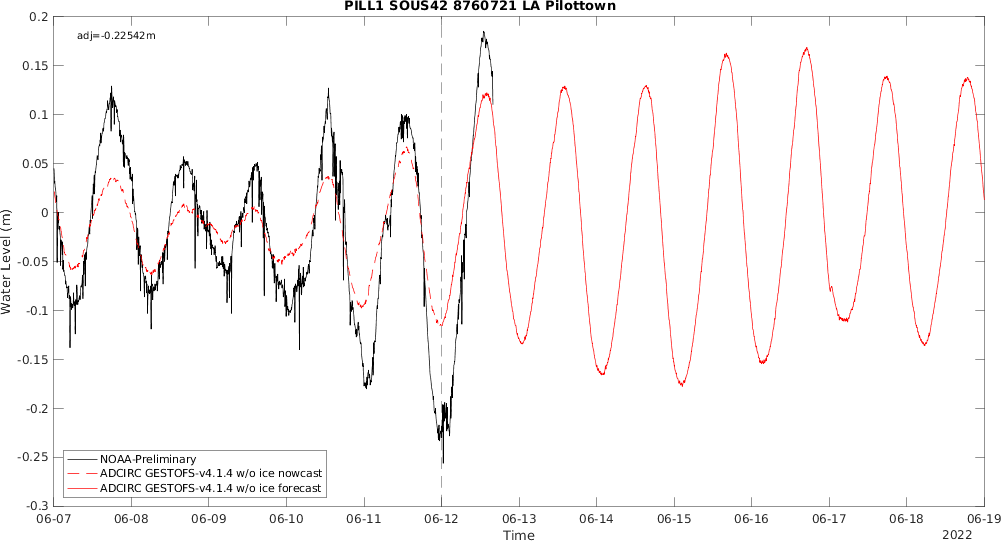 PILL1 SOUS42 8760721 LA Pilottown
adj=-0.22542m
0.2
0.15
0.1
0.05
0
-0.05
-0.1
-0.15
-0.2
-0.25
-0.3
Water Level (m)
NOAA-Preliminary
ADCIRC GESTOFS-v4.1.4 w/o ice nowcast
ADCIRC GESTOFS-v4.1.4 w/o ice forecast
06-07 06-08 06-09 06-10 06-11 06-12 06-13 06-14 06-15 06-16 06-17 06-18 06-19
Time
2022